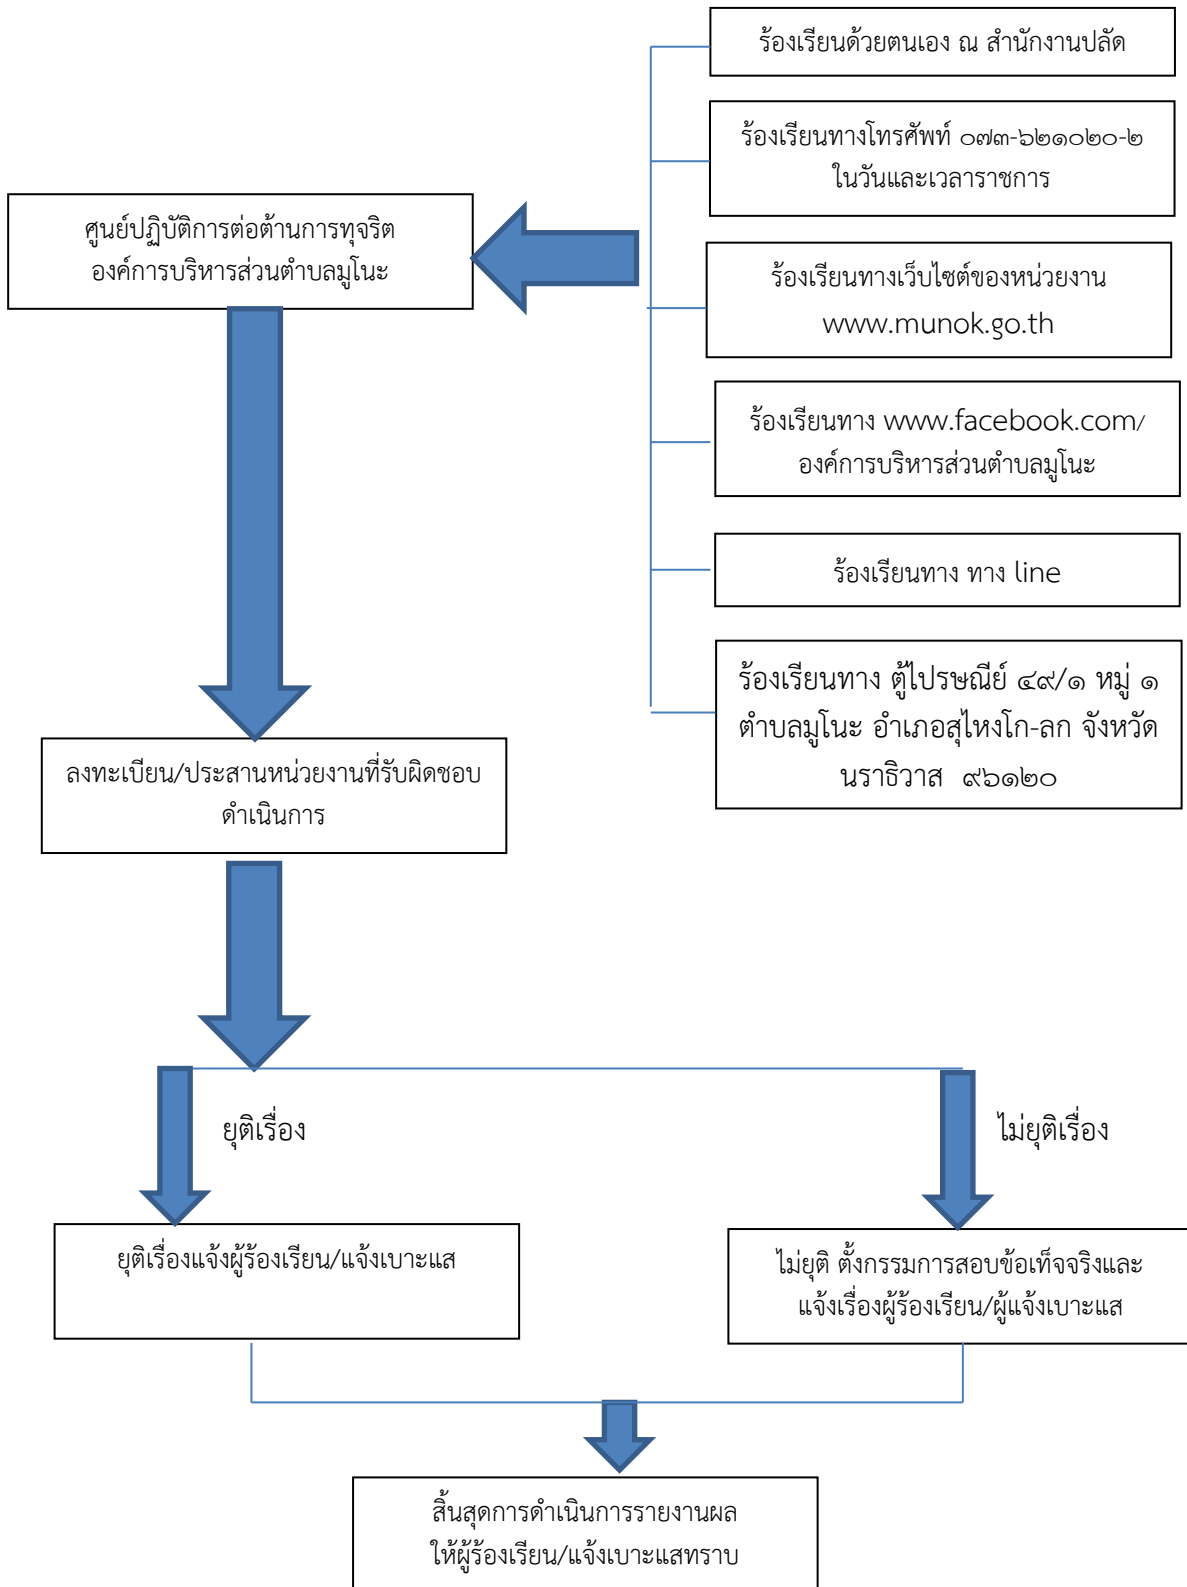 ร้องเรียนด้วยตนเอง ณ สำนักงานปลัด
ร้องเรียนทางโทรศัพท์ ๐๗๓-๖๒๑๐๒๐-๒
ในวันและเวลาราชการ
ศูนย์ปฏิบัติการต่อต้านการทุจริต
องค์การบริหารส่วนตำบลมูโนะ
ร้องเรียนทางเว็บไซต์ของหน่วยงาน
www.munok.go.th
ร้องเรียนทาง www.facebook.com/
องค์การบริหารส่วนตำบลมูโนะ
ร้องเรียนทาง ทาง line
ร้องเรียนทาง ตู้ไปรษณีย์ ๔๙/๑ หมู่ ๑
ตำบลมูโนะ อำเภอสุไหงโก-ลก จังหวัด
นราธิวาส ๙๖๑๒๐
ลงทะเบียน/ประสานหน่วยงานที่รับผิดชอบ
ดำเนินการ
ยุติเรื่อง
ไม่ยุติเรื่อง
ยุติเรื่องแจ้งผู้ร้องเรียน/แจ้งเบาะแส
ไม่ยุติ ตั้งกรรมการสอบข้อเท็จจริงและ
แจ้งเรื่องผู้ร้องเรียน/ผู้แจ้งเบาะแส
สิ้นสุดการดำเนินการรายงานผล
ให้ผู้ร้องเรียน/แจ้งเบาะแสทราบ